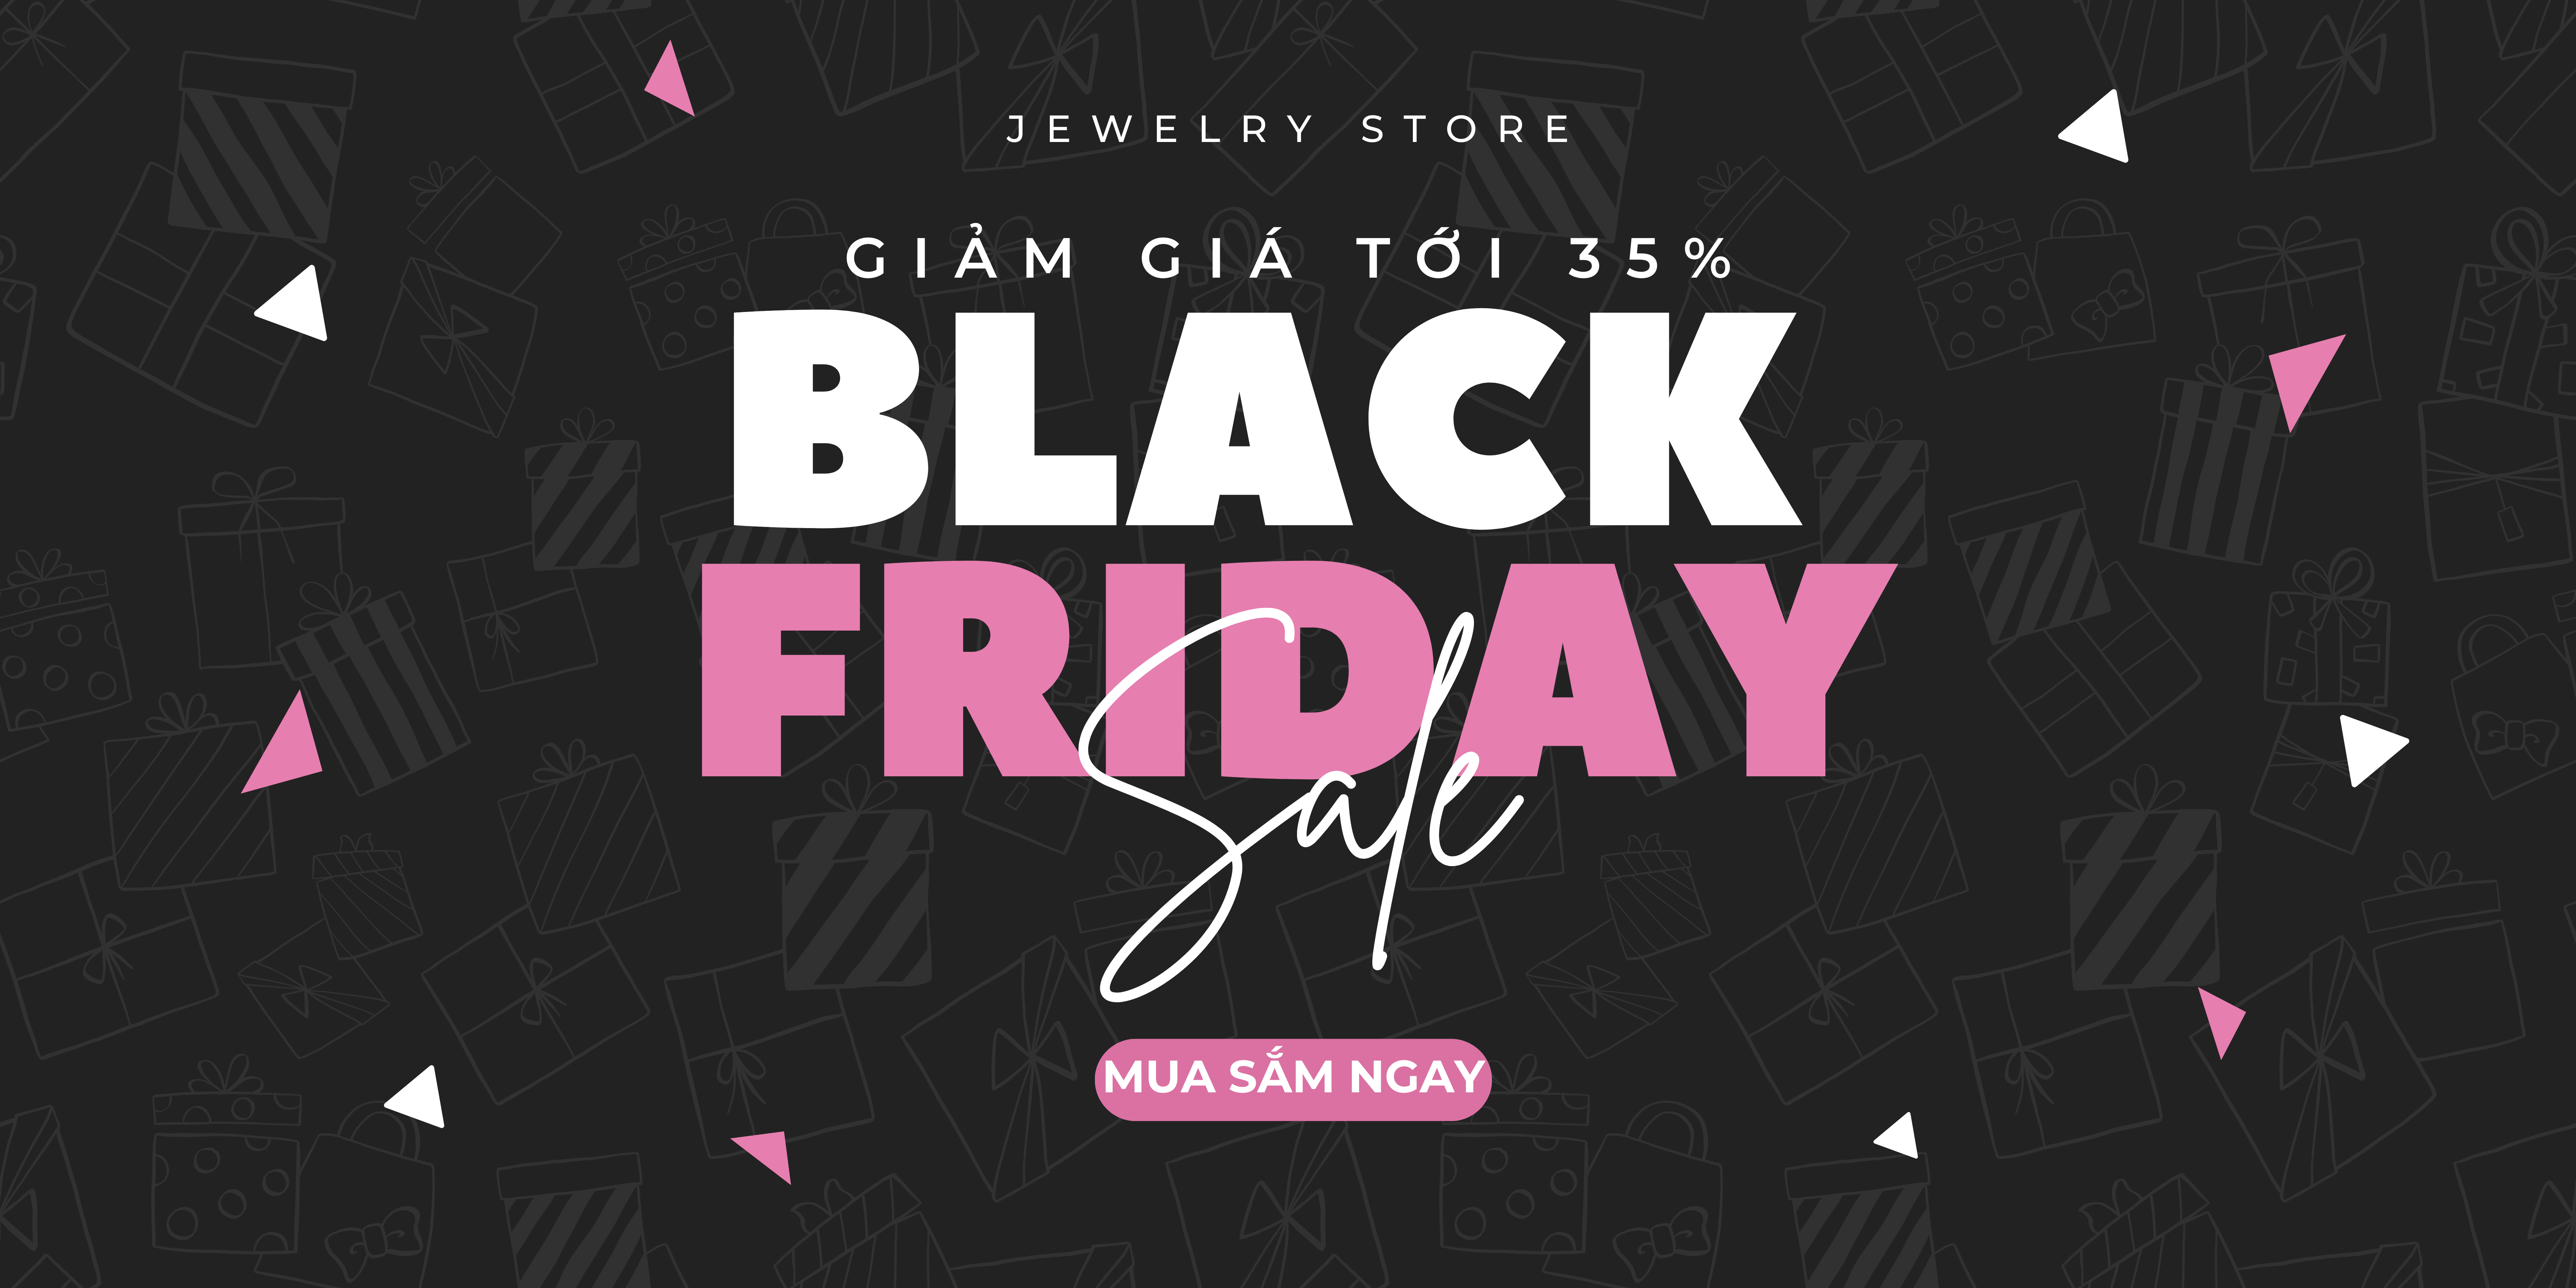 JEWELRY STORE
GIẢM GIÁ TỚI 35%
BLACK
FRIDAY
Sale
MUA SẮM NGAY